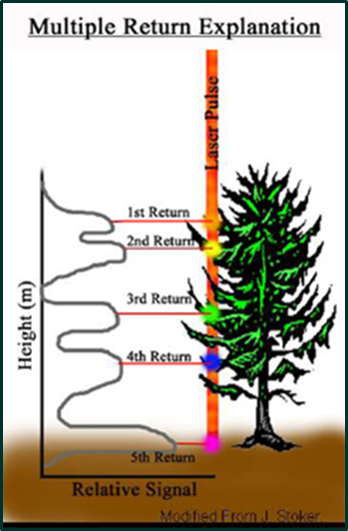 Multiple Return Explanation
Laser Pulse
1st Return
2nd Return
3rd Return
4th Return
5th Return
Height (m)
Relative Signal
Modified From J. Stoker